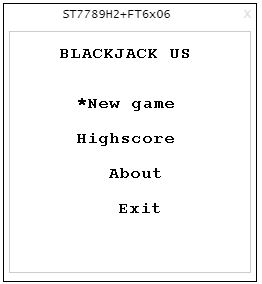 ST7789H2+FT6x06 x
BLACKJACK US
*New game
Highscore
About
Exit